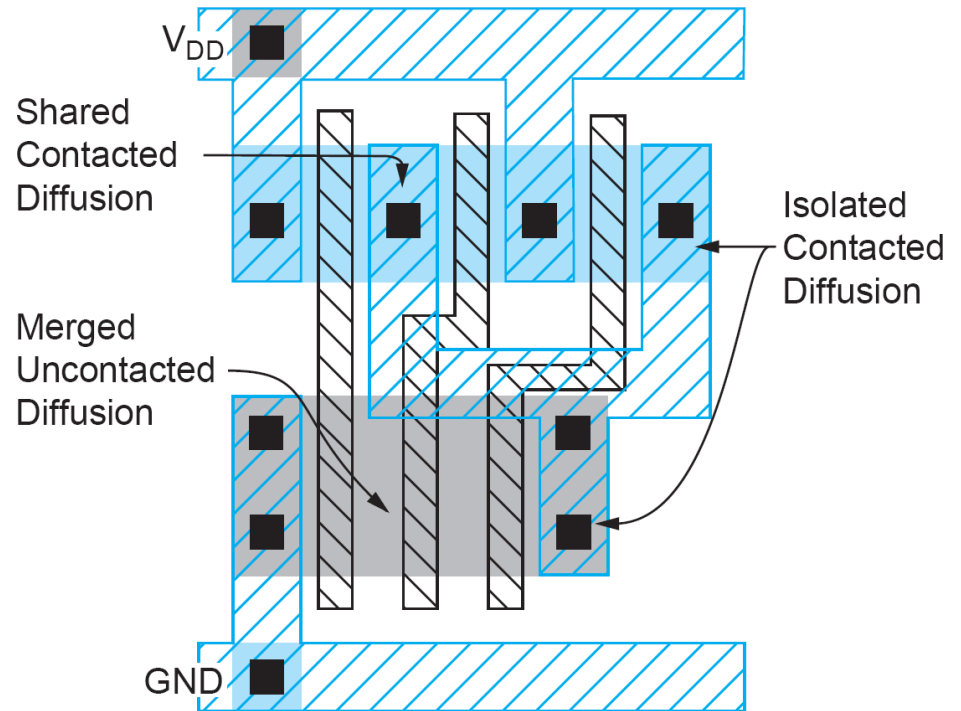 VDD
Shared
Contacted
Diffusion
Isolated
Contacted
Diffusion
Merged
Uncontacted
Diffusion
GND